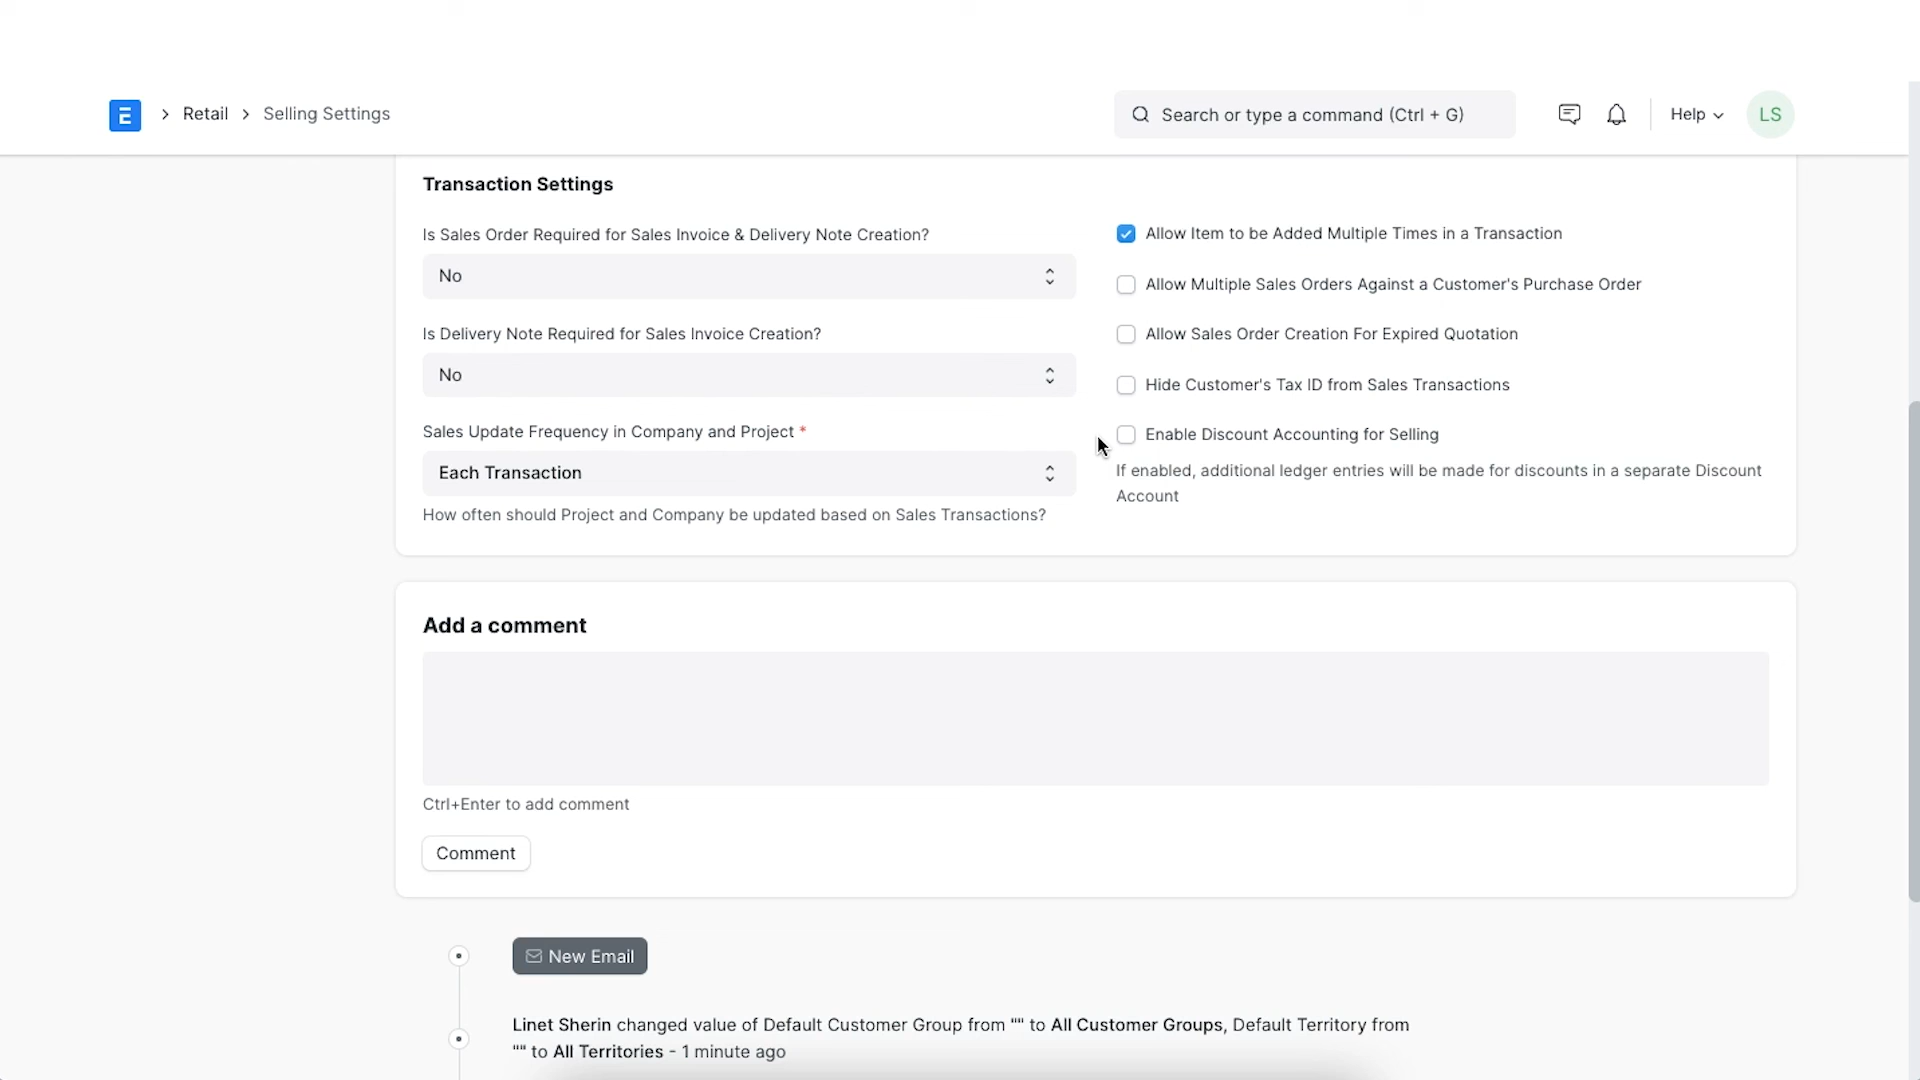 E > Retail > Selling Settings Search or type a command (Ctrl + G) Help LS
Transaction Settings
Is Sales Order Required for Sales Invoice & Delivery Note Creation?
No
Is Delivery Note Required for Sales Invoice Creation?
No
Sales Update Frequency in Company and Project *
Each Transaction
How often should Project and Company be updated based on Sales Transactions?
Allow Item to be Added Multiple Times in a Transaction
Allow Multiple Sales Orders Against a Customer's Purchase Order
Allow Sales Order Creation For Expired Quotation
Hide Customer's Tax ID from Sales Transactions
Enable Discount Accounting for Selling
If enabled, additional ledger entries will be made for discounts in a separate Discount
Account
Add a comment
Ctrl+Enter to add comment
Comment
New Email
Linet Sherin changed value of Default Customer Group from "" to All Customer Groups, Default Territory from
"" to All Territories - 1 minute ago